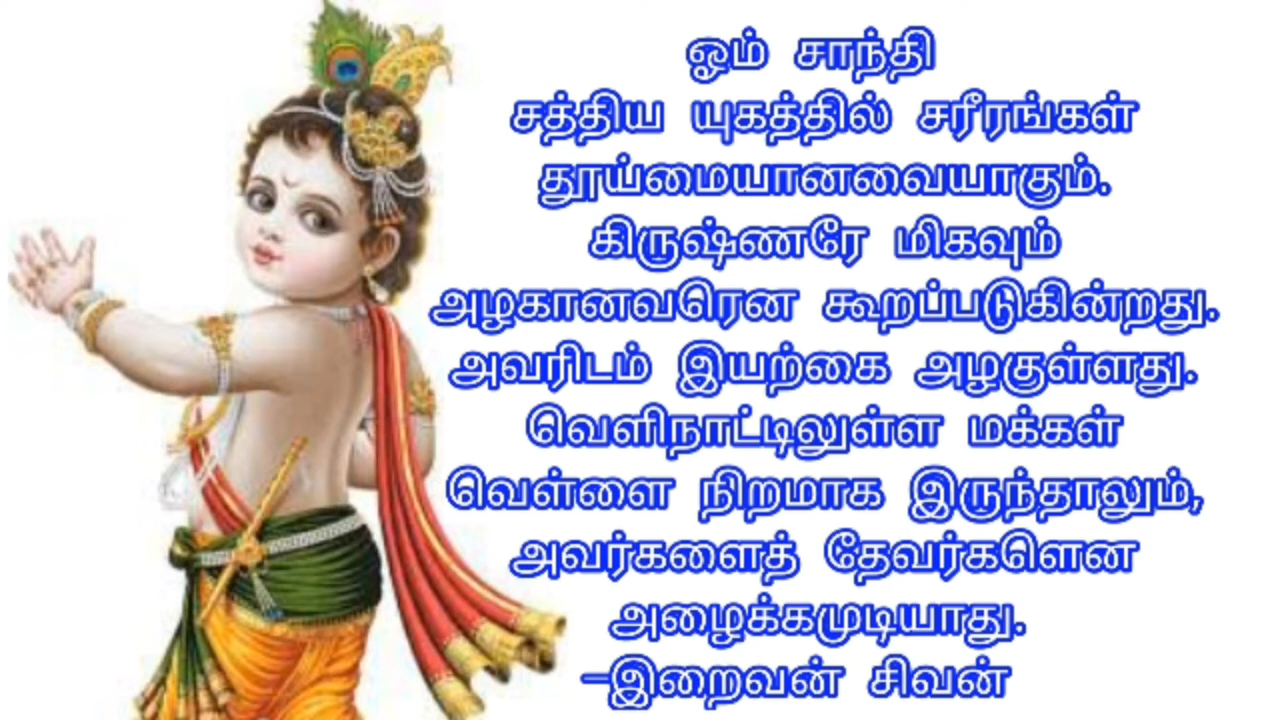 ஓம் சாந்தி
சத்திய யுகத்தில் சரீரங்கள்
தூய்மையானவையாகும்.
கிருஷ்ணரே மிகவும்
அழகானவரென கூறப்படுகின்றது.
அவரிடம் இயற்கை அழகுள்ளது.
வெளிநாட்டிலுள்ள மக்கள்
வெள்ளை நிறமாக இருந்தாலும்,
அவர்களைத் தேவர்களென
அழைக்கமுடியாது.
-இறைவன் சிவன்